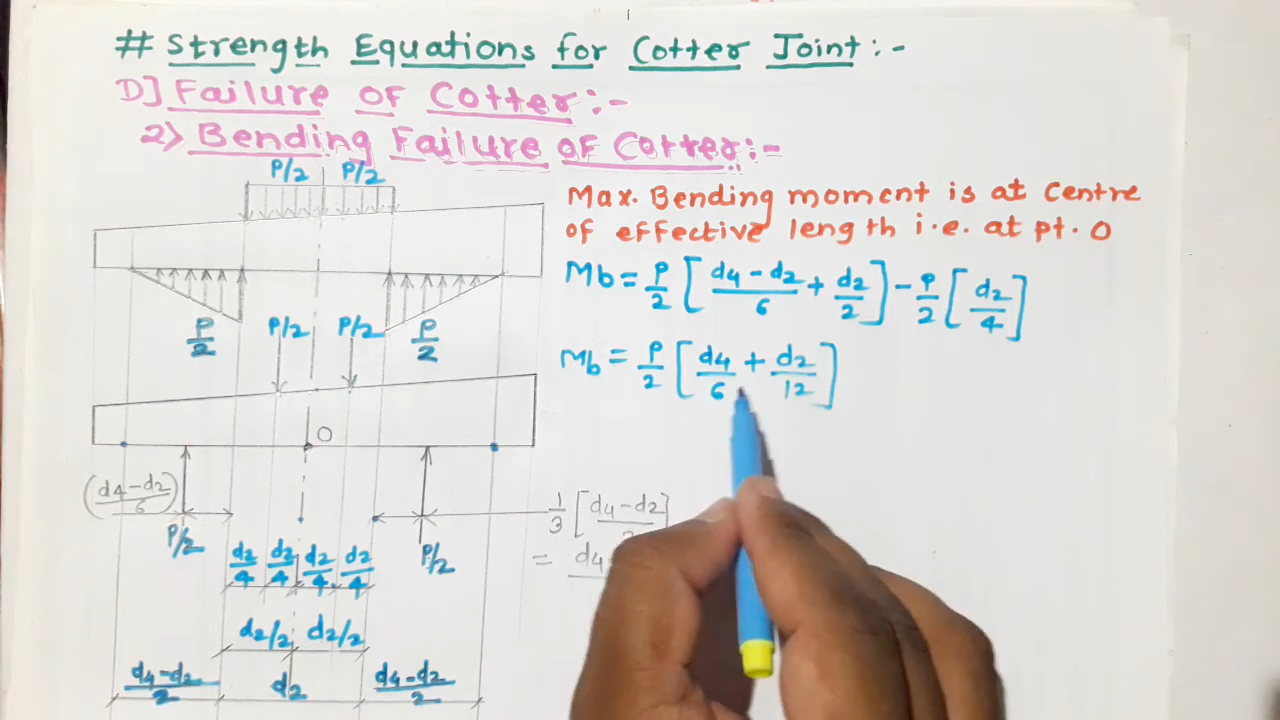 # Strength Equations for Cotter Joint:-
D] Failure of Cotter:-
2> Bending Failure of Cotter:-
P/2 P/2
Max. Bending moment is at Centre
of effective length i.e. at pt. O
Mb = P/2 [ (d4 - d2)/6 + d2/2 ] - P/2 [ d2/4 ]
Mb = P/2 [ d4/6 + d2/12 ]
P/2 P/2 P/2 P/2
O
(d4-d2/6)
1/3 [ d4-d2
= d4
P/2 P/2
d2/4 d2/4 d2/4 d2/4
d2/2 d2/2
d4-d2/2 d2 d4-d2/2